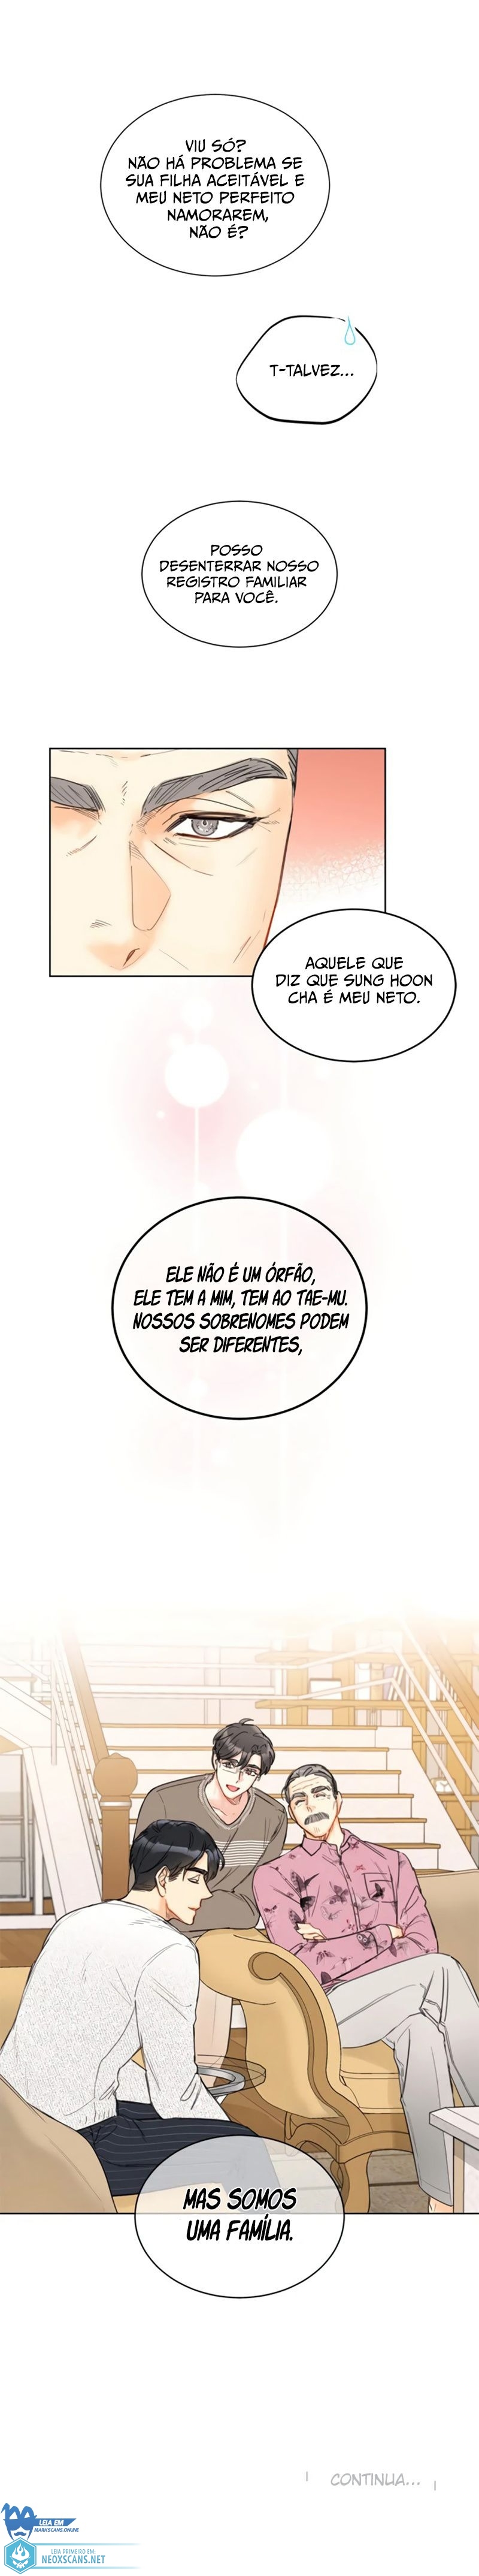 VIU SÓ?
NÃO HÁ PROBLEMA SE
SUA FILHA ACEITÁVEL E
MEU NETO PERFEITO
NAMORAREM,
NÃO É?
T-TALVEZ...
POSSO
DESENTERRAR NOSSO
REGISTRO FAMILIAR
PARA VOCÊ.
AQUELE QUE
DIZ QUE SUNG HOON
CHA É MEU NETO.
ELE NÃO É UM ÓRFÃO,
ELE TEM A MIM, TEM AO TAE-MU.
NOSSOS SOBRENOMES PODEM
SER DIFERENTES,
MAS SOMOS
UMA FAMÍLIA.
CONTINUA...
LEIA EM
MARKSCANS.ONLINE
LEIA PRIMEIRO EM:
NEOXSCANS.NET